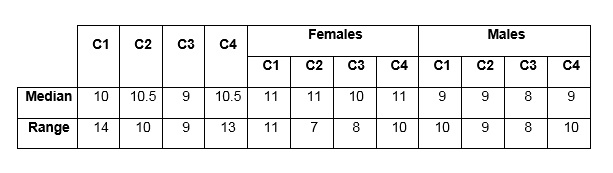 C1 C2 C3 C4 Females Males
C1 C2 C3 C4 C1 C2 C3 C4
Median 10 10.5 9 10.5 11 11 10 11 9 9 8 9
Range 14 10 9 13 11 7 8 10 10 9 8 10